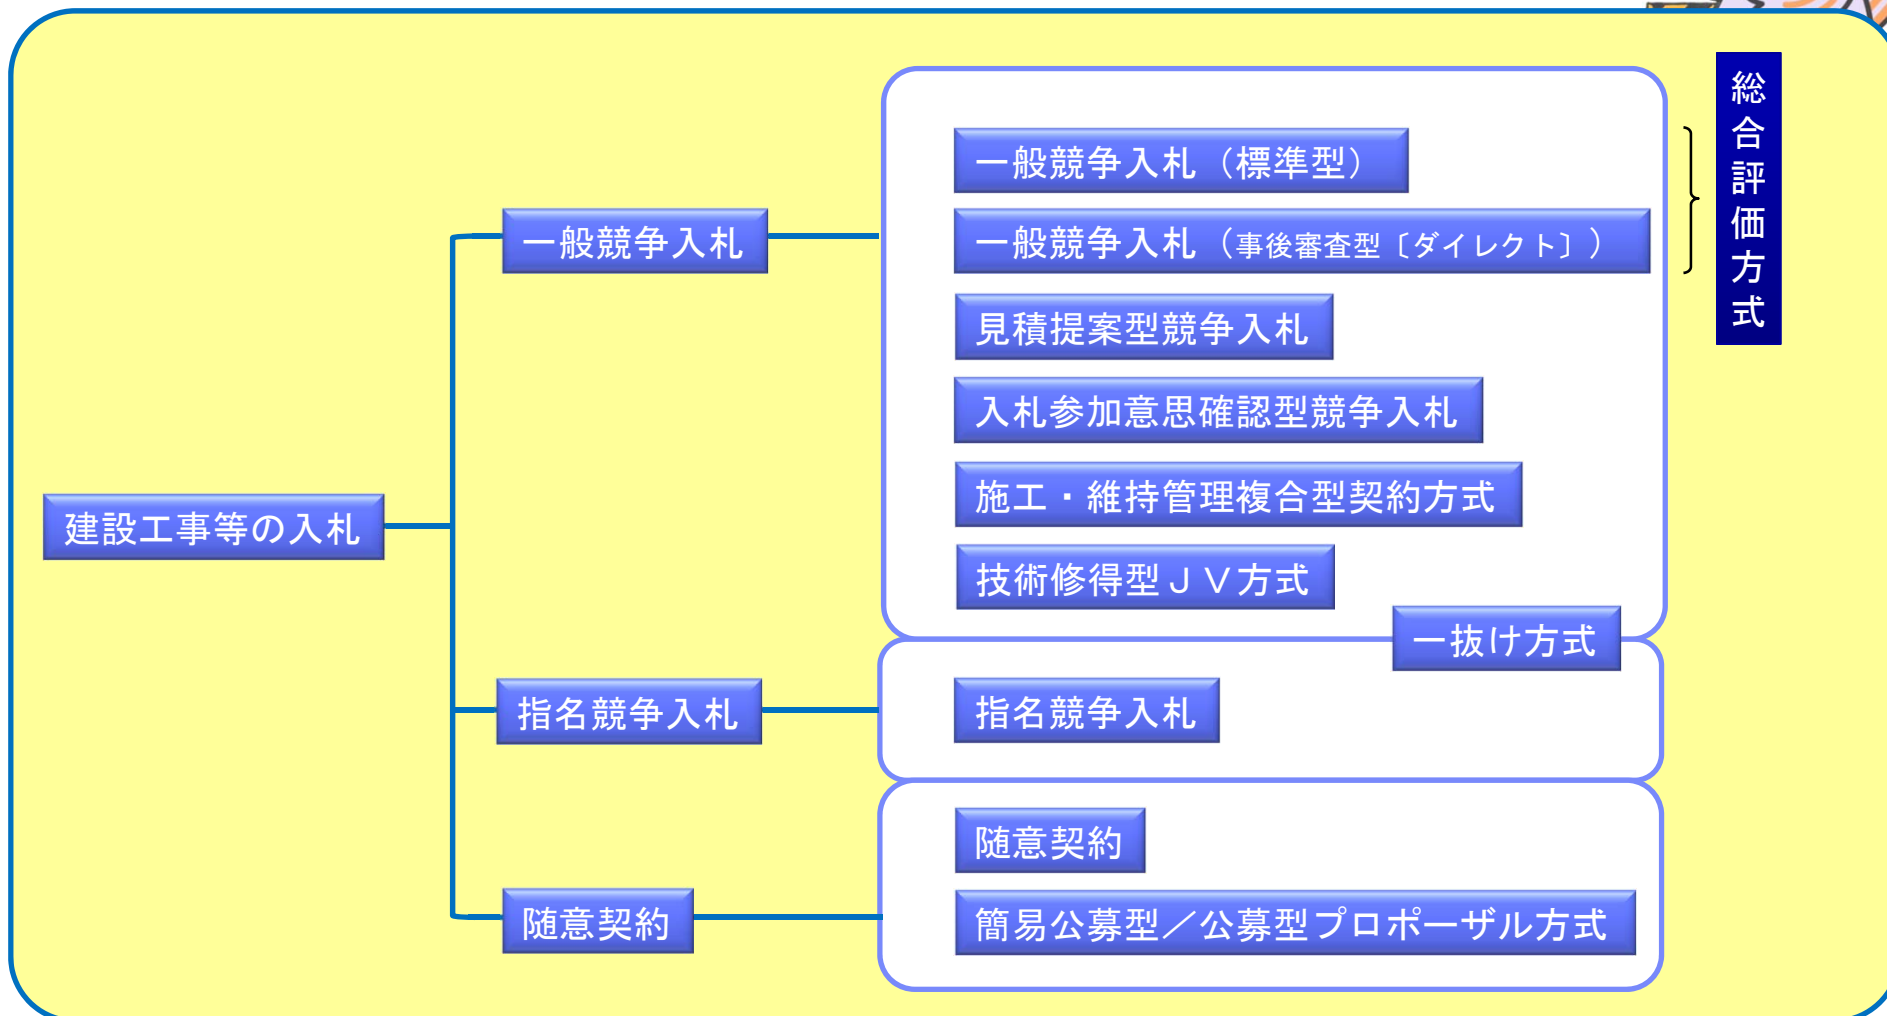 建設工事等の入札
一般競争入札
一般競争入札（標準型）
一般競争入札（事後審査型〔ダイレクト〕）
見積提案型競争入札
入札参加意思確認型競争入札
施工・維持管理複合型契約方式
技術修得型ＪＶ方式
総合評価方式
一抜け方式
指名競争入札
指名競争入札
随意契約
随意契約
簡易公募型／公募型プロポーザル方式